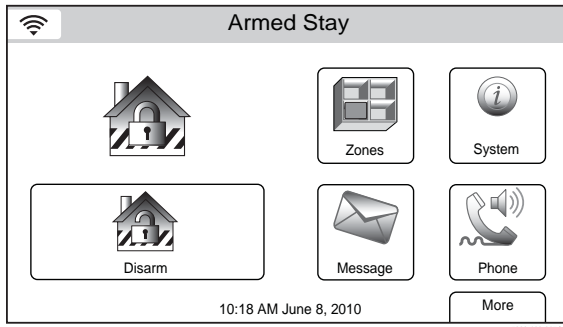 Armed Stay
Zones
System
Disarm
Message
Phone
10:18 AM June 8, 2010
More